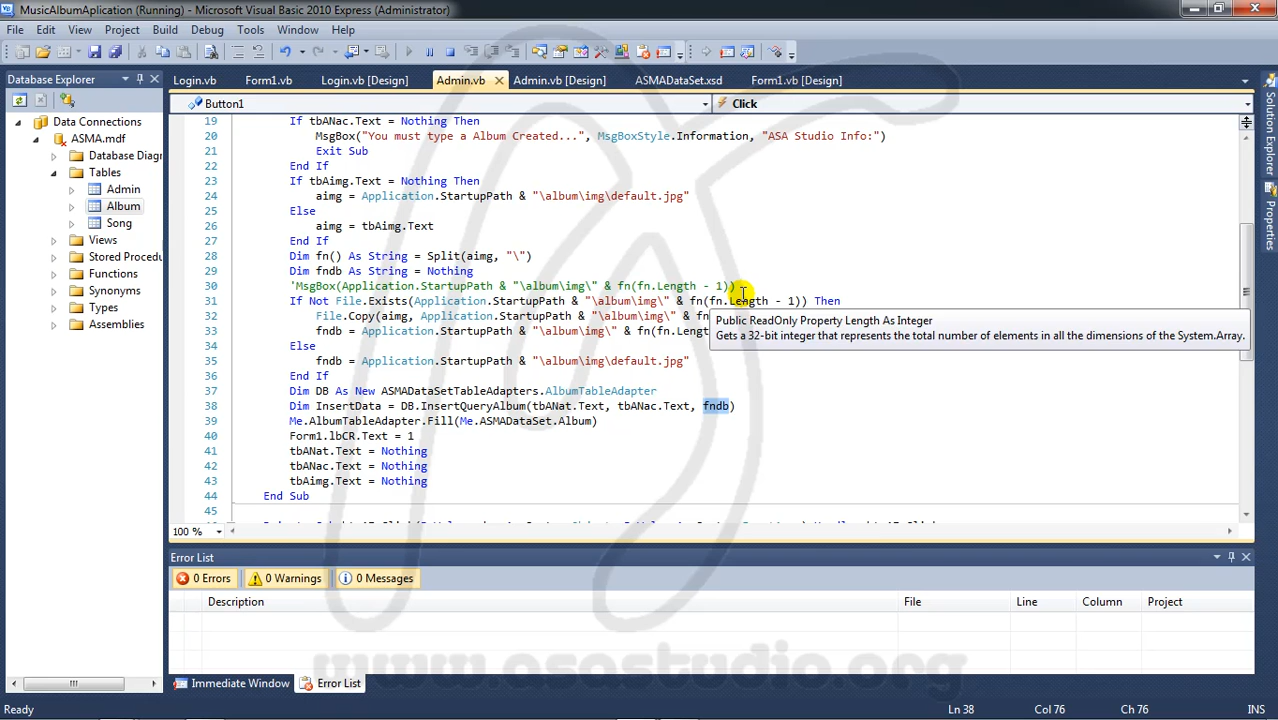 MusicAlbumAplication (Running) - Microsoft Visual Basic 2010 Express (Administrator)
File Edit View Project Build Debug Tools Window Help
Database Explorer
Login.vb Form1.vb Login.vb [Design] Admin.vb Admin.vb [Design] ASMADataSet.xsd Form1.vb [Design]
Button1 Click
Data Connections
ASMA.mdf
Database Diagr
Tables
Admin
Album
Song
Views
Stored Procedu
Functions
Synonyms
Types
Assemblies
19 If tbANac.Text = Nothing Then
20 MsgBox("You must type a Album Created...", MsgBoxStyle.Information, "ASA Studio Info:")
21 Exit Sub
22 End If
23 If tbAimg.Text = Nothing Then
24 aimg = Application.StartupPath & "\album\img\default.jpg"
25 Else
26 aimg = tbAimg.Text
27 End If
28 Dim fn() As String = Split(aimg, "\")
29 Dim fndb As String = Nothing
30 'MsgBox(Application.StartupPath & "\album\img\" & fn(fn.Length - 1))
31 If Not File.Exists(Application.StartupPath & "\album\img\" & fn(fn.Length - 1)) Then
32 File.Copy(aimg, Application.StartupPath & "\album\img\" & fn
33 fndb = Application.StartupPath & "\album\img\" & fn(fn.Lengt
34 Else
35 fndb = Application.StartupPath & "\album\img\default.jpg"
36 End If
37 Dim DB As New ASMADataSetTableAdapters.AlbumTableAdapter
38 Dim InsertData = DB.InsertQueryAlbum(tbANat.Text, tbANac.Text, fndb)
39 Me.AlbumTableAdapter.Fill(Me.ASMADataSet.Album)
40 Form1.lbCR.Text = 1
41 tbANat.Text = Nothing
42 tbANac.Text = Nothing
43 tbAimg.Text = Nothing
44 End Sub
45
Public ReadOnly Property Length As Integer
Gets a 32-bit integer that represents the total number of elements in all the dimensions of the System.Array.
100 %
Solution Explorer
Properties
Error List
0 Errors 0 Warnings 0 Messages
Description File Line Column Project
www.asastudio.org
Immediate Window Error List
Ready Ln 38 Col 76 Ch 76 INS